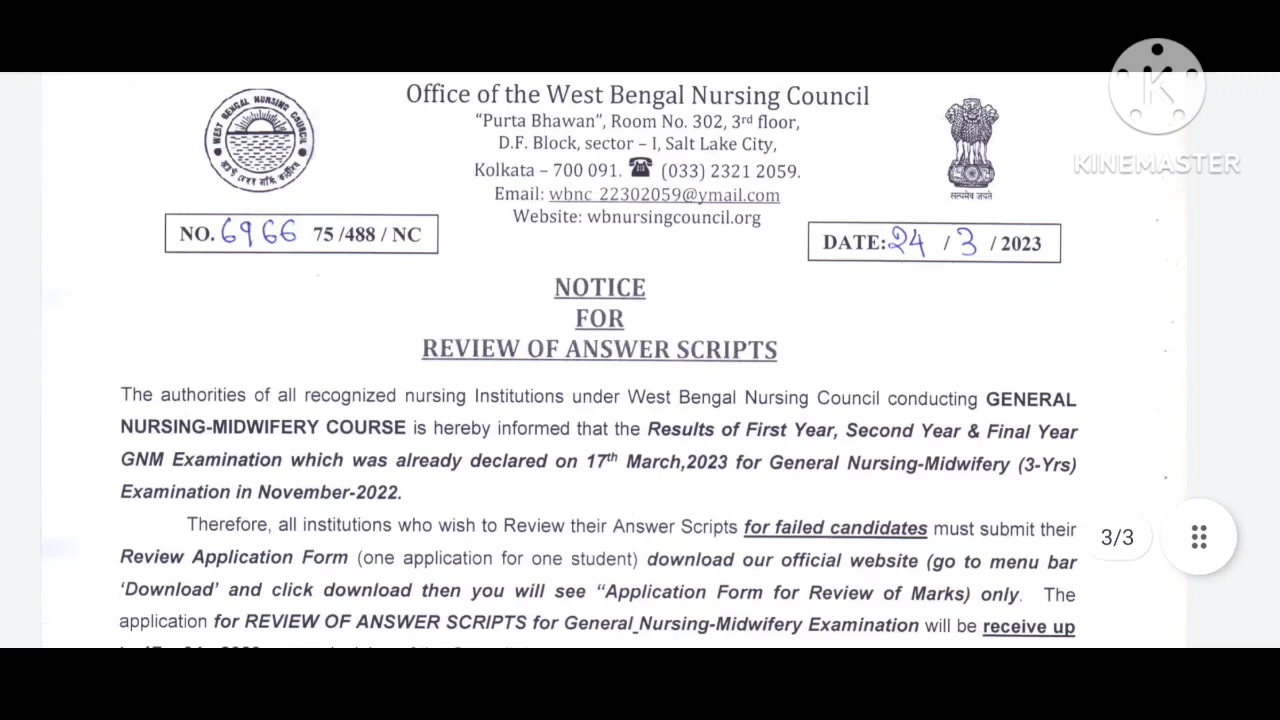 Office of the West Bengal Nursing Council
“Purta Bhawan”, Room No. 302, 3rd floor,
D.F. Block, sector – I, Salt Lake City,
Kolkata – 700 091. ☎ (033) 2321 2059.
Email: wbnc_22302059@ymail.com
Website: wbnursingcouncil.org
WEST BENGAL NURSING COUNCIL
सत्यमेव जयते
K
KINEMASTER
NO. 6966 75 /488 / NC
DATE: 24 / 3 / 2023
NOTICE
FOR
REVIEW OF ANSWER SCRIPTS
The authorities of all recognized nursing Institutions under West Bengal Nursing Council conducting GENERAL
NURSING-MIDWIFERY COURSE is hereby informed that the Results of First Year, Second Year & Final Year
GNM Examination which was already declared on 17th March,2023 for General Nursing-Midwifery (3-Yrs)
Examination in November-2022.
Therefore, all institutions who wish to Review their Answer Scripts for failed candidates must submit their
Review Application Form (one application for one student) download our official website (go to menu bar
‘Download’ and click download then you will see “Application Form for Review of Marks) only. The
application for REVIEW OF ANSWER SCRIPTS for General_Nursing-Midwifery Examination will be receive up
3/3